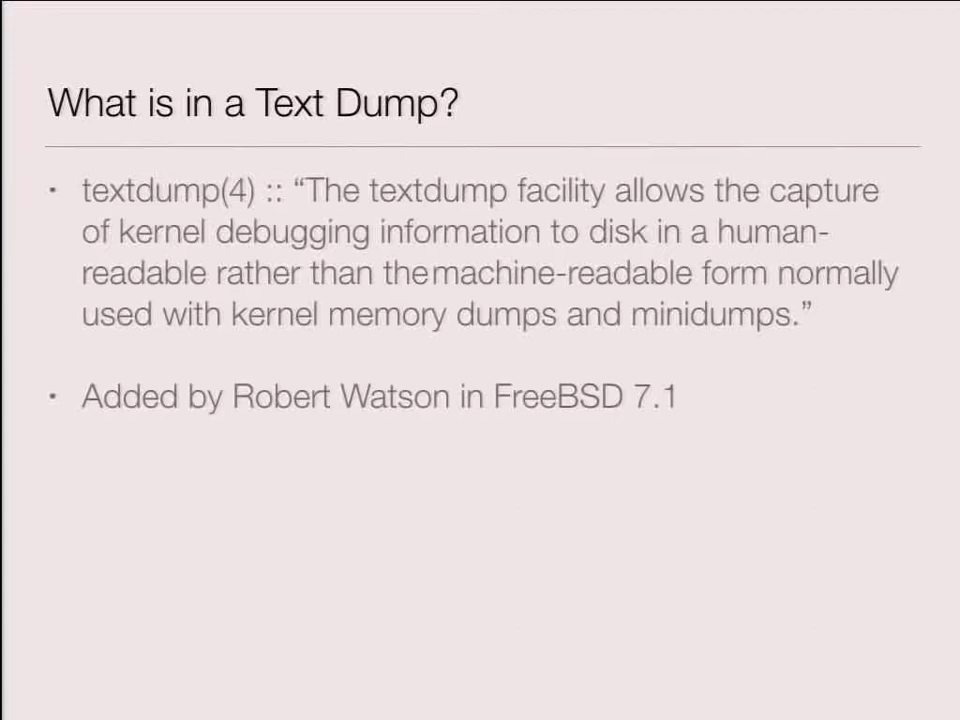 What is in a Text Dump?
• textdump(4) :: “The textdump facility allows the capture
of kernel debugging information to disk in a human-
readable rather than themachine-readable form normally
used with kernel memory dumps and minidumps.”
• Added by Robert Watson in FreeBSD 7.1